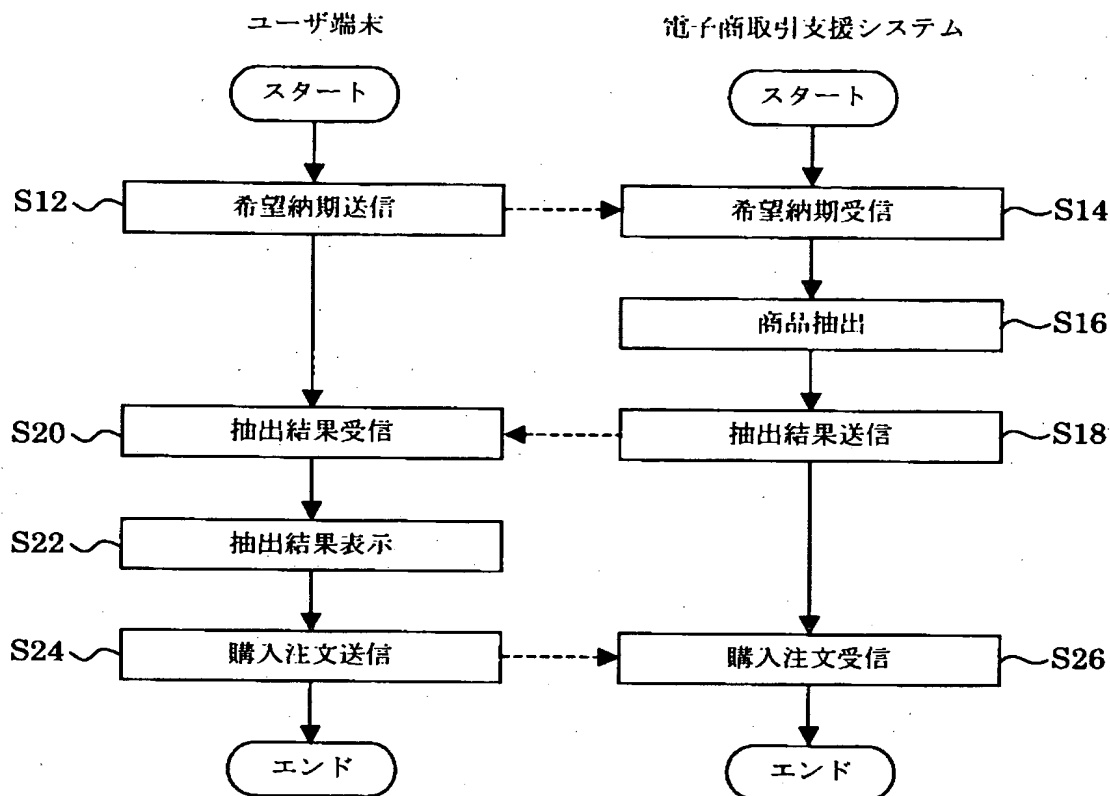 ユーザ端末
電子商取引支援システム
スタート
スタート
S12
希望納期送信
希望納期受信
S14
商品抽出
S16
S20
抽出結果受信
抽出結果送信
S18
S22
抽出結果表示
S24
購入注文送信
購入注文受信
S26
エンド
エンド